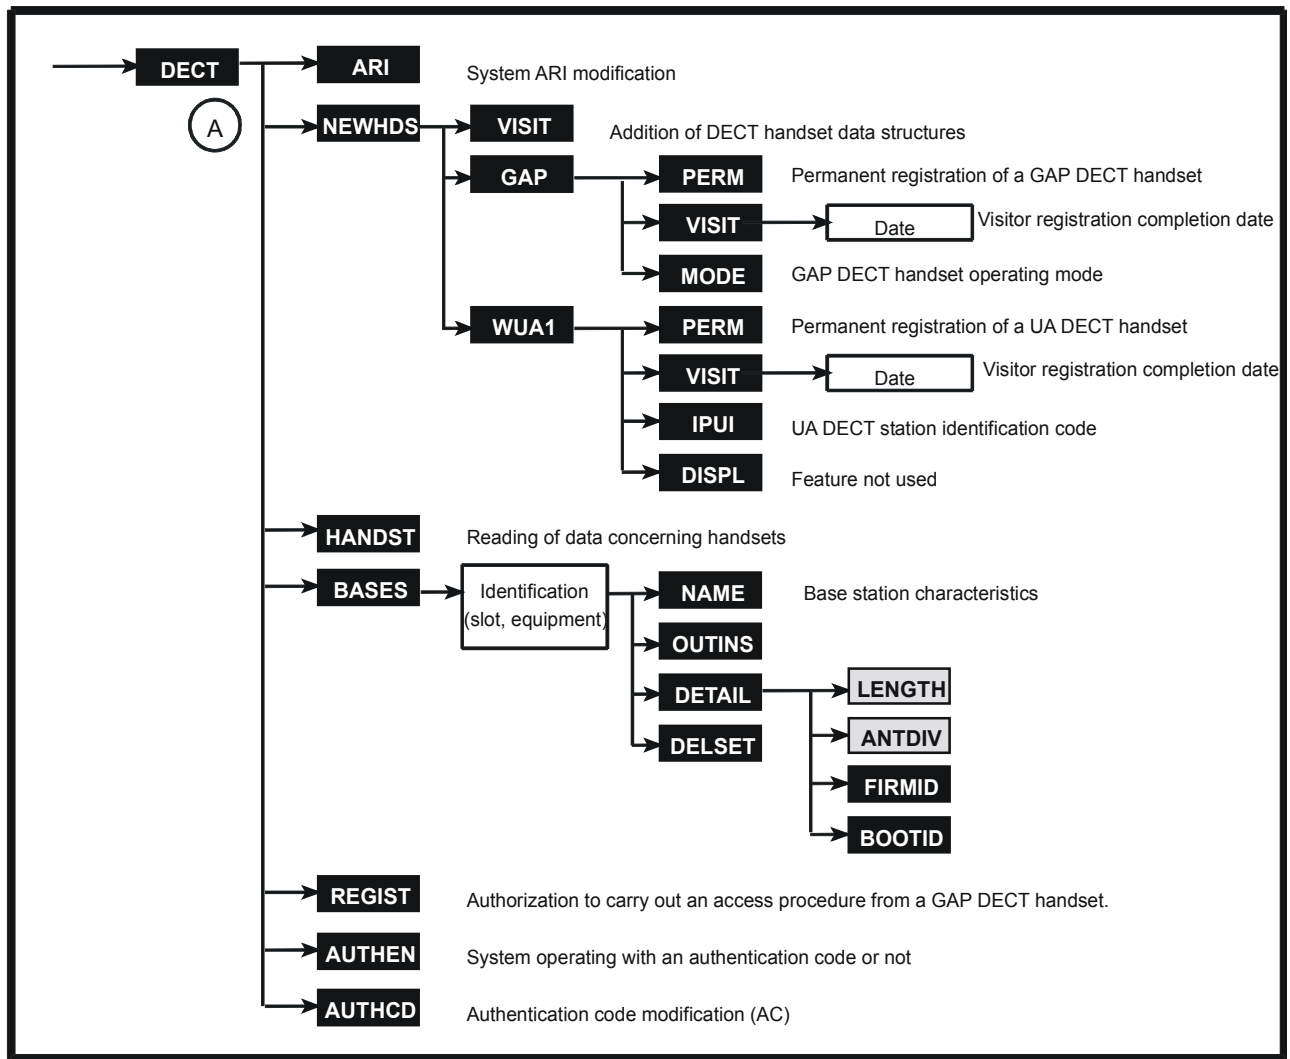 DECT
ARI
System ARI modification
A
NEWHDS
VISIT
Addition of DECT handset data structures
GAP
PERM
Permanent registration of a GAP DECT handset
VISIT
Date
Visitor registration completion date
MODE
GAP DECT handset operating mode
WUA1
PERM
Permanent registration of a UA DECT handset
VISIT
Date
Visitor registration completion date
IPUI
UA DECT station identification code
DISPL
Feature not used
HANDST
Reading of data concerning handsets
BASES
Identification
(slot, equipment)
NAME
Base station characteristics
OUTINS
DETAIL
LENGTH
ANTDIV
DELSET
FIRMID
BOOTID
REGIST
Authorization to carry out an access procedure from a GAP DECT handset.
AUTHEN
System operating with an authentication code or not
AUTHCD
Authentication code modification (AC)